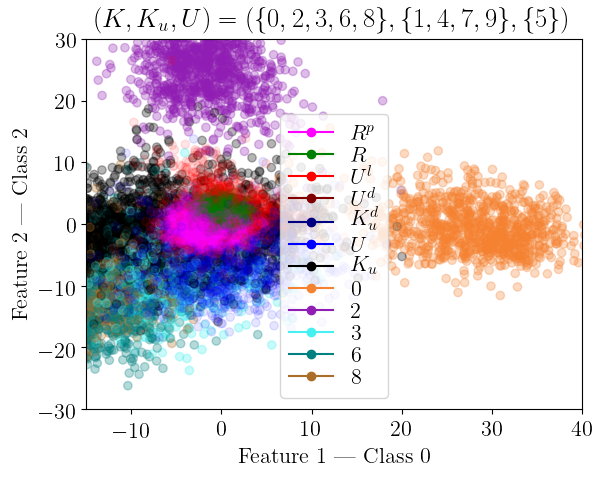 (K, K_u, U) = ({0, 2, 3, 6, 8}, {1, 4, 7, 9}, {5})
30
20
10
0
−10
−20
−30
Feature 2 — Class 2
R^p
R
U^l
U^d
K_u^d
U
K_u
0
2
3
6
8
−10
0
10
20
30
40
Feature 1 — Class 0